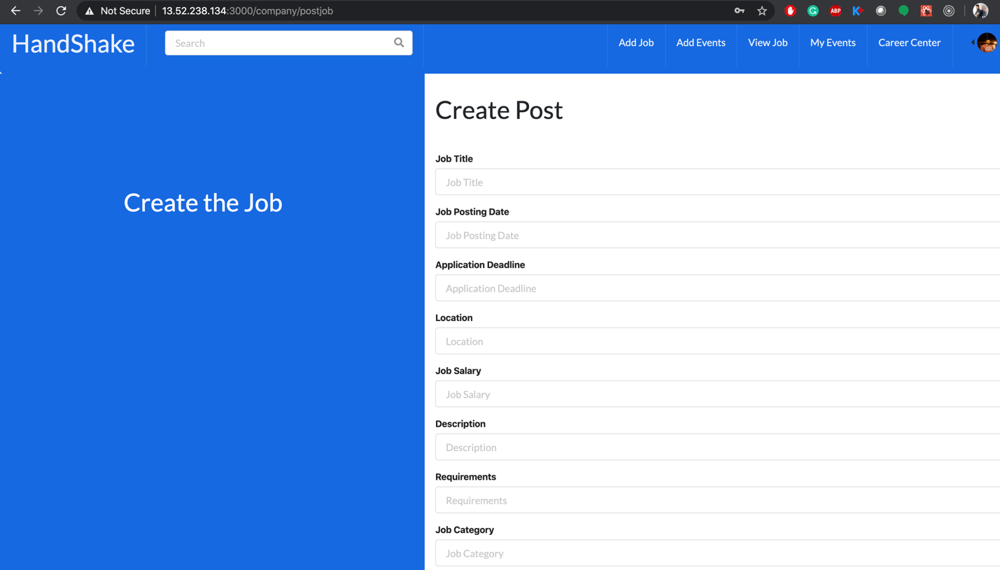 Not Secure | 13.52.238.134:3000/company/postjob
ABP
HandShake
Search
Add Job
Add Events
View Job
My Events
Career Center
Create the Job
Create Post
Job Title
Job Title
Job Posting Date
Job Posting Date
Application Deadline
Application Deadline
Location
Location
Job Salary
Job Salary
Description
Description
Requirements
Requirements
Job Category
Job Category